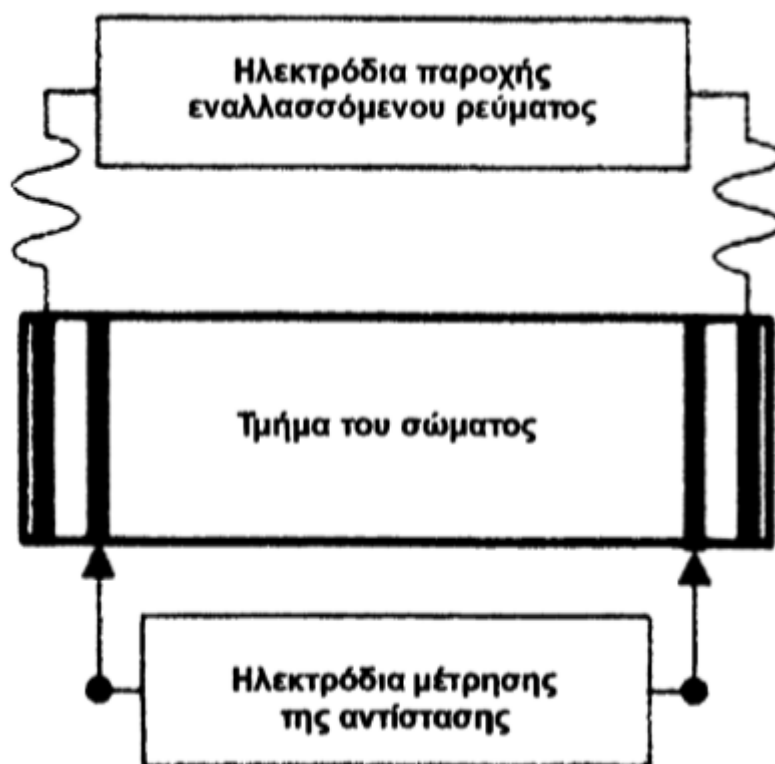 Ηλεκτρόδια παροχής
εναλλασσόμενου ρεύματος
Τμήμα του σώματος
Ηλεκτρόδια μέτρησης
της αντίστασης